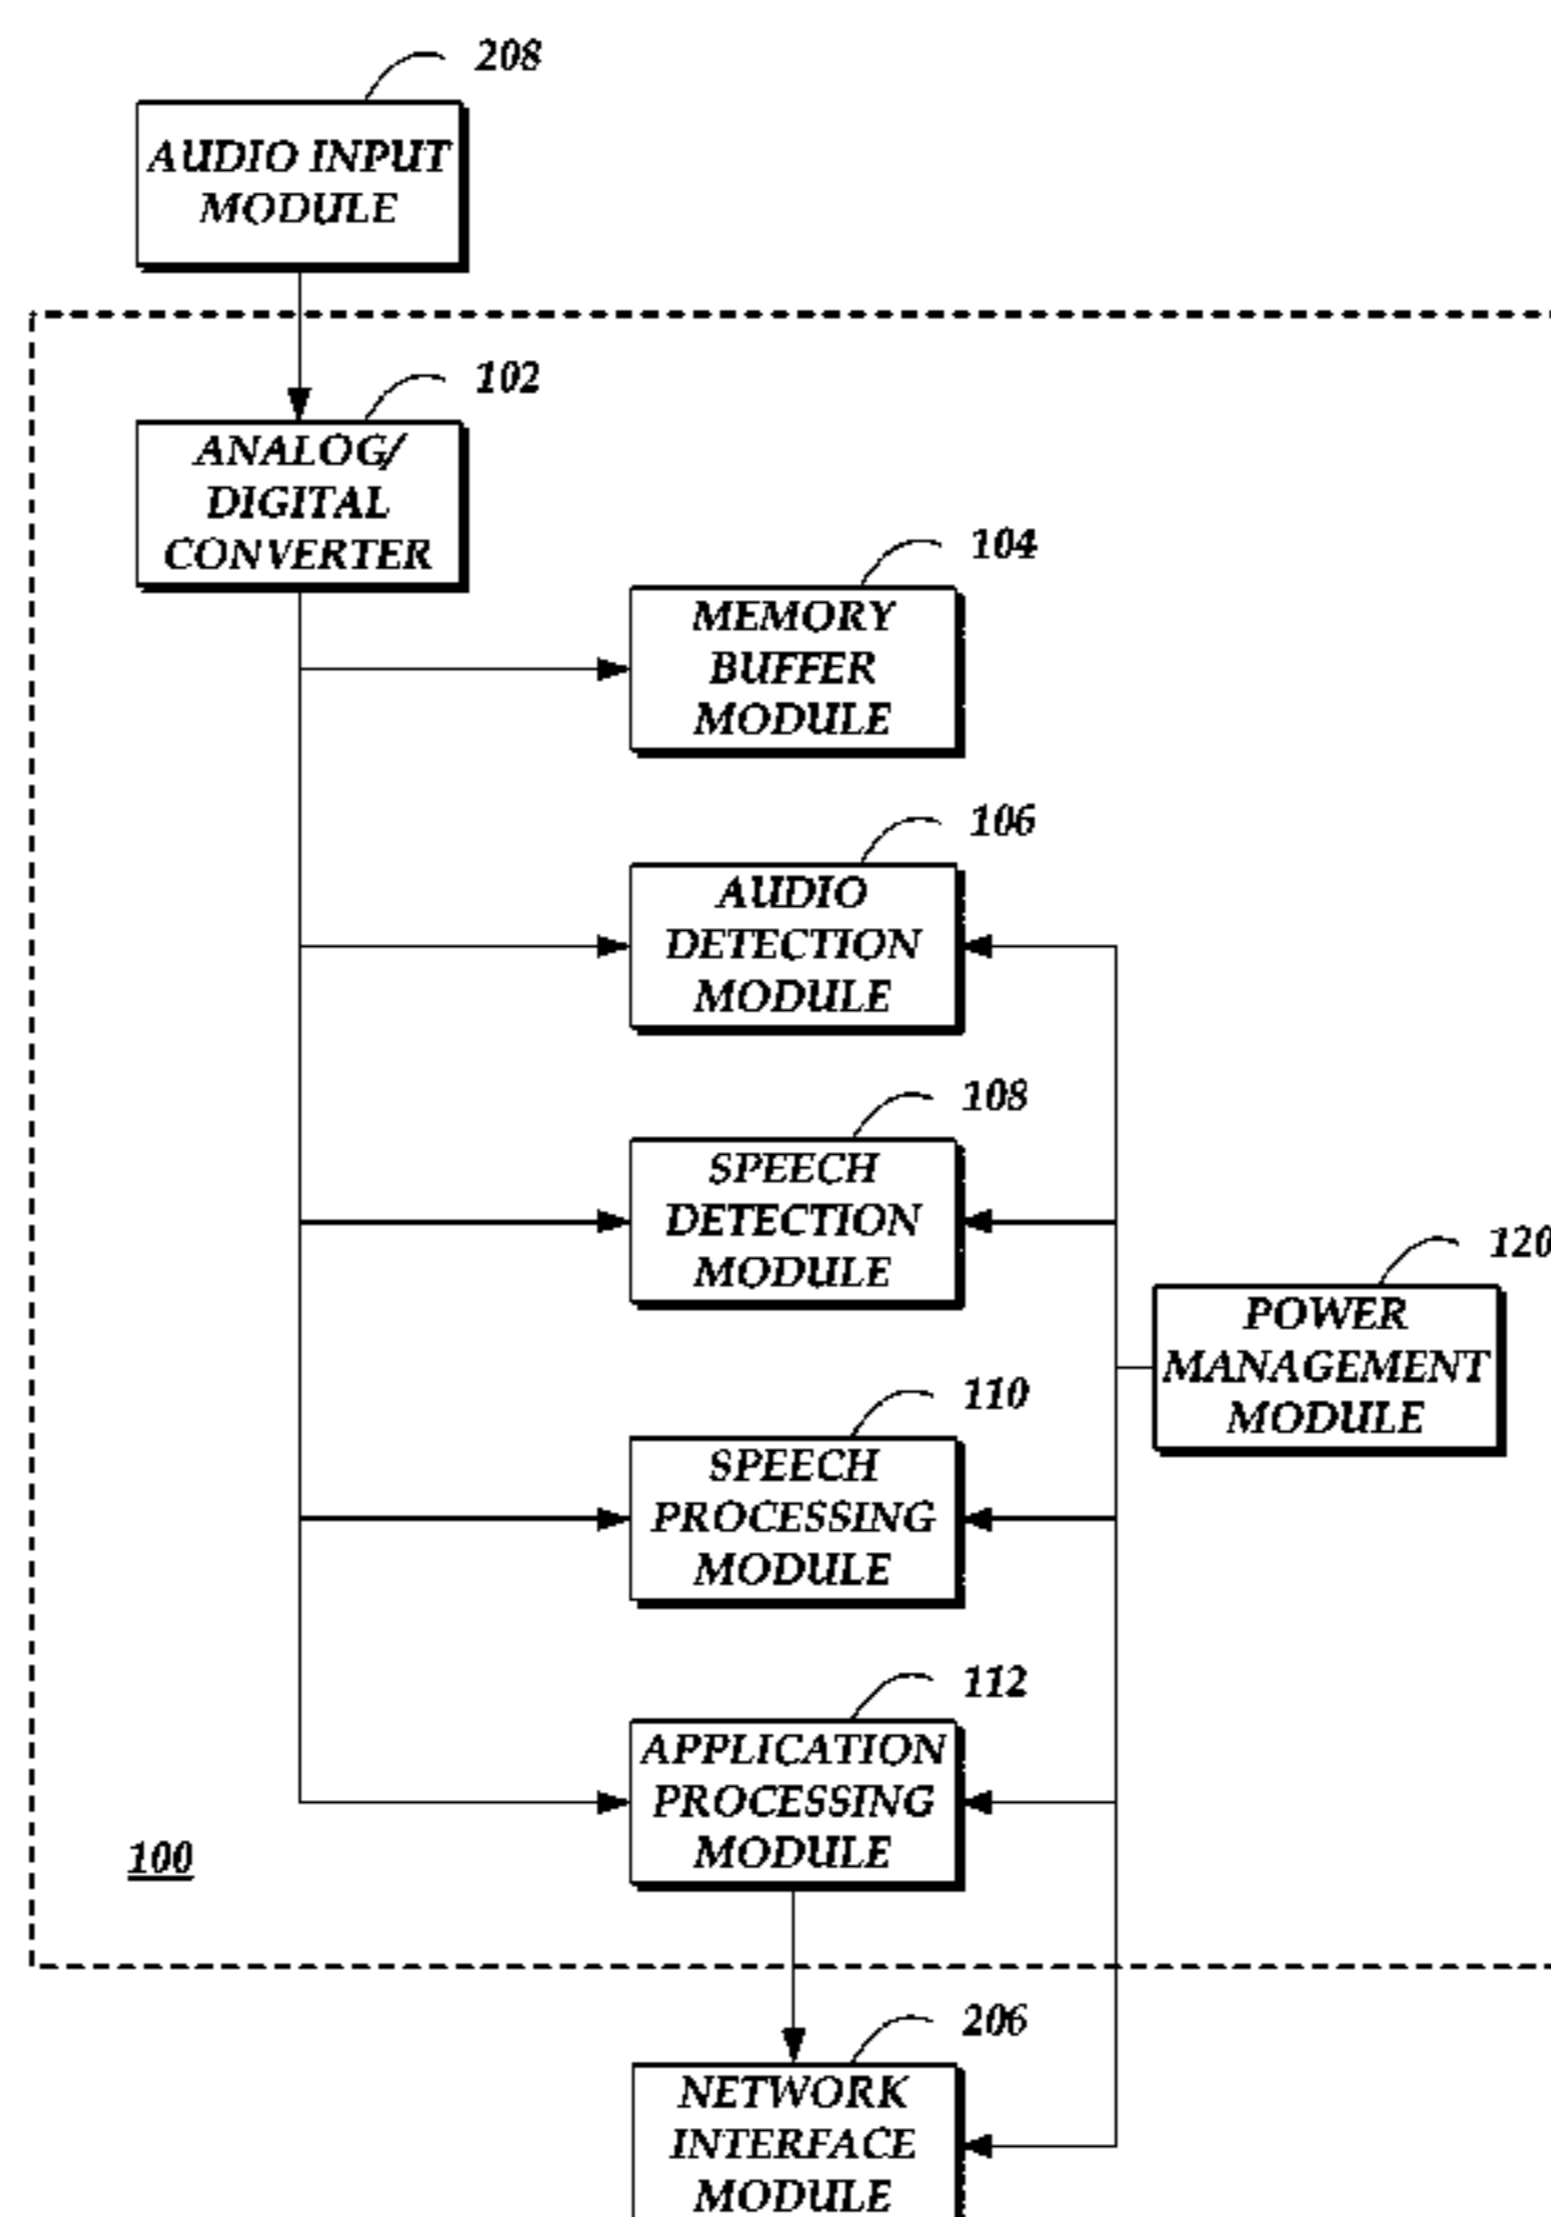 208
AUDIO INPUT
MODULE
102
ANALOG/
DIGITAL
CONVERTER
104
MEMORY
BUFFER
MODULE
106
AUDIO
DETECTION
MODULE
108
SPEECH
DETECTION
MODULE
120
POWER
MANAGEMENT
MODULE
110
SPEECH
PROCESSING
MODULE
112
APPLICATION
PROCESSING
MODULE
100
206
NETWORK
INTERFACE
MODULE